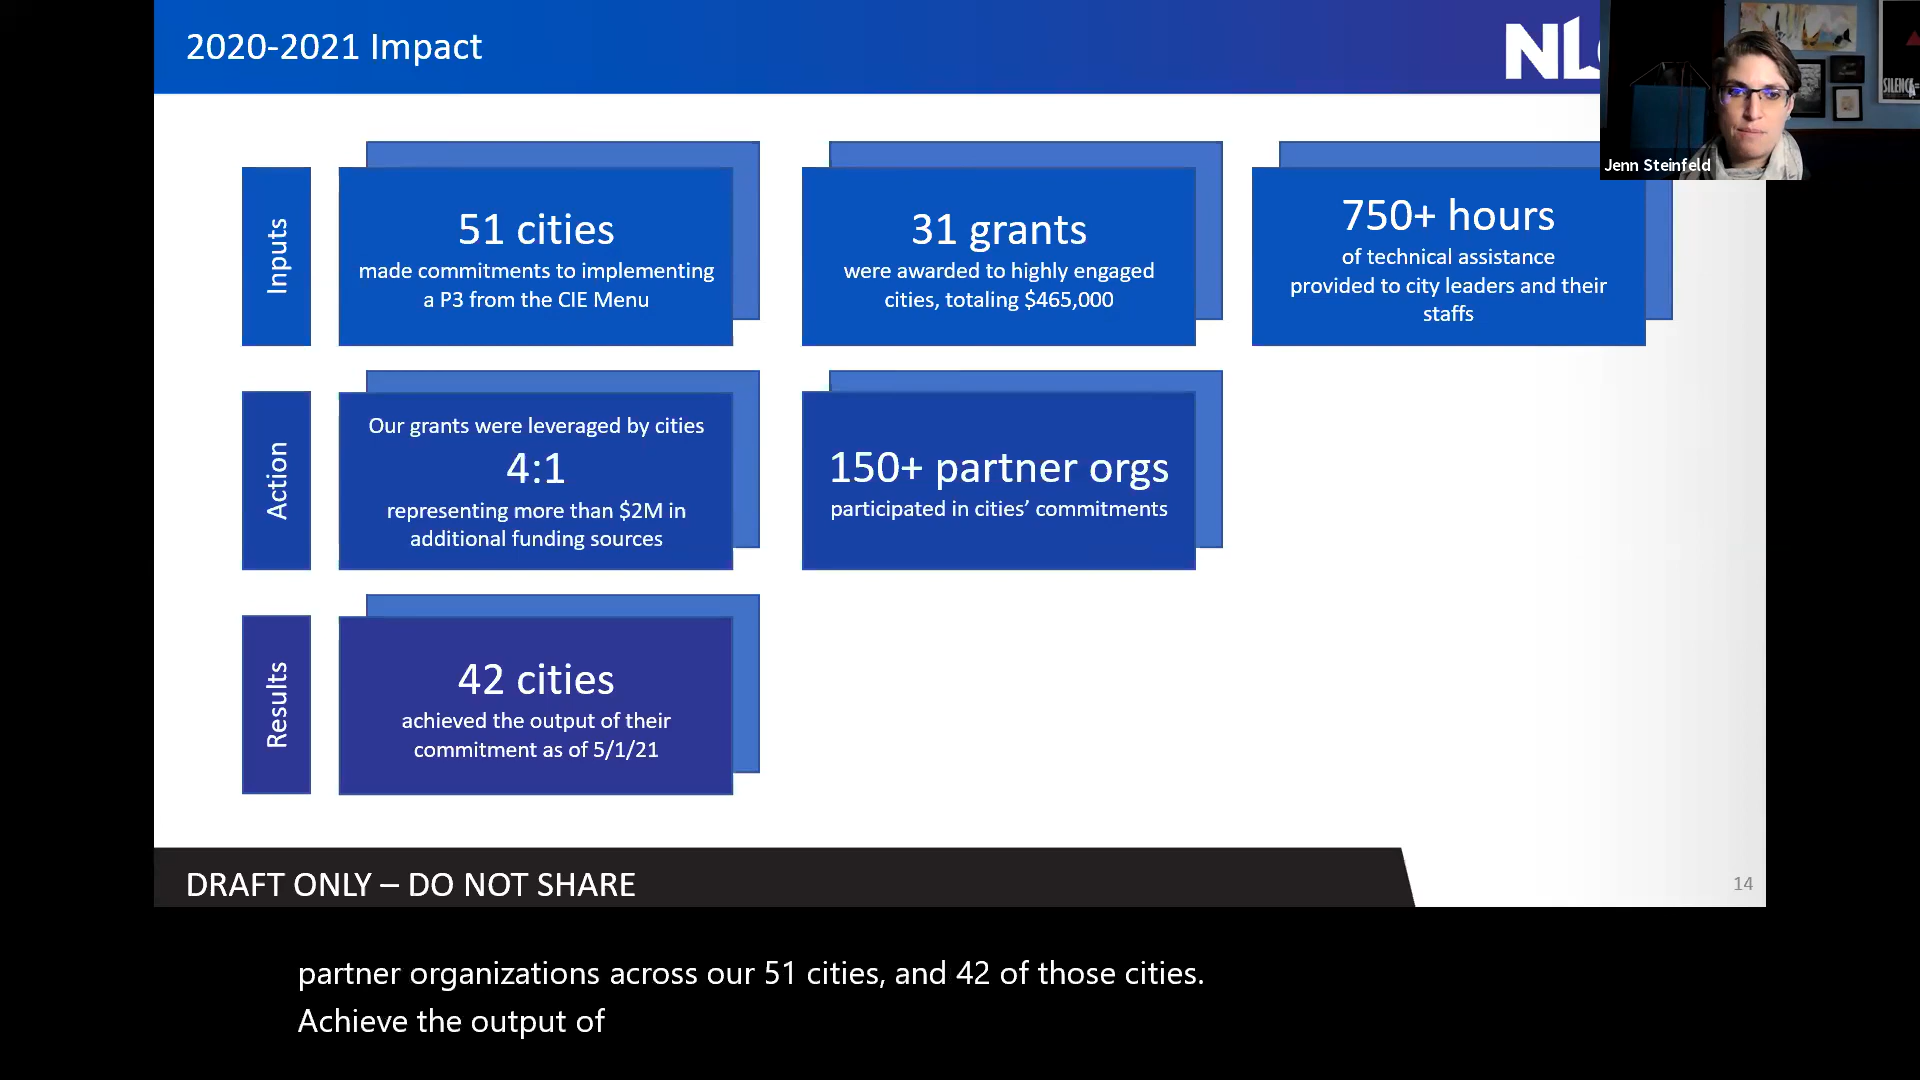 2020-2021 Impact
NL
SILENCE
Jenn Steinfeld
Inputs
51 cities
made commitments to implementing
a P3 from the CIE Menu
31 grants
were awarded to highly engaged
cities, totaling $465,000
750+ hours
of technical assistance
provided to city leaders and their
staffs
Action
Our grants were leveraged by cities
4:1
representing more than $2M in
additional funding sources
150+ partner orgs
participated in cities’ commitments
Results
42 cities
achieved the output of their
commitment as of 5/1/21
DRAFT ONLY – DO NOT SHARE
14
partner organizations across our 51 cities, and 42 of those cities.
Achieve the output of